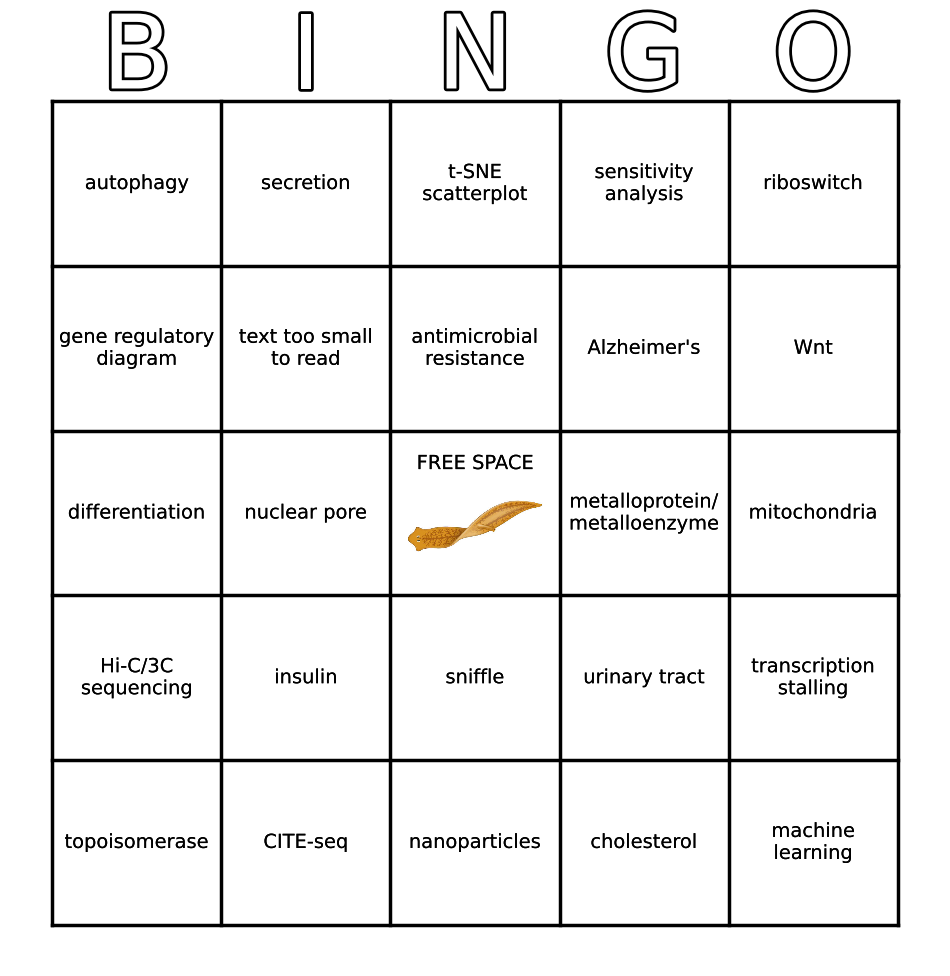 B I N G O
autophagy
secretion
t-SNE
scatterplot
sensitivity
analysis
riboswitch
gene regulatory
diagram
text too small
to read
antimicrobial
resistance
Alzheimer's
Wnt
differentiation
nuclear pore
FREE SPACE
metalloprotein/
metalloenzyme
mitochondria
Hi-C/3C
sequencing
insulin
sniffle
urinary tract
transcription
stalling
topoisomerase
CITE-seq
nanoparticles
cholesterol
machine
learning